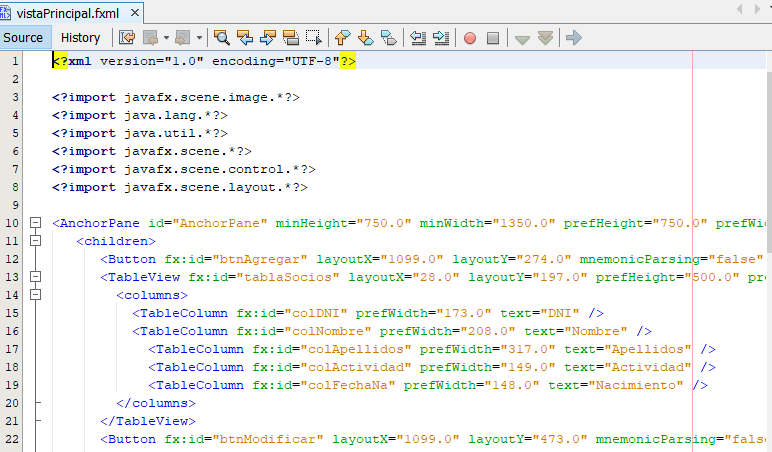 vistaPrincipal.fxml
Source History
1 <?xml version="1.0" encoding="UTF-8"?>
2
3 <?import javafx.scene.image.*?>
4 <?import java.lang.*?>
5 <?import java.util.*?>
6 <?import javafx.scene.*?>
7 <?import javafx.scene.control.*?>
8 <?import javafx.scene.layout.*?>
9
10 <AnchorPane id="AnchorPane" minHeight="750.0" minWidth="1350.0" prefHeight="750.0" prefWid
11 <children>
12 <Button fx:id="btnAgregar" layoutX="1099.0" layoutY="274.0" mnemonicParsing="false"
13 <TableView fx:id="tablaSocios" layoutX="28.0" layoutY="197.0" prefHeight="500.0" pre
14 <columns>
15 <TableColumn fx:id="colDNI" prefWidth="173.0" text="DNI" />
16 <TableColumn fx:id="colNombre" prefWidth="208.0" text="Nombre" />
17 <TableColumn fx:id="colApellidos" prefWidth="317.0" text="Apellidos" />
18 <TableColumn fx:id="colActividad" prefWidth="149.0" text="Actividad" />
19 <TableColumn fx:id="colFechaNa" prefWidth="148.0" text="Nacimiento" />
20 </columns>
21 </TableView>
22 <Button fx:id="btnModificar" layoutX="1099.0" layoutY="473.0" mnemonicParsing="false